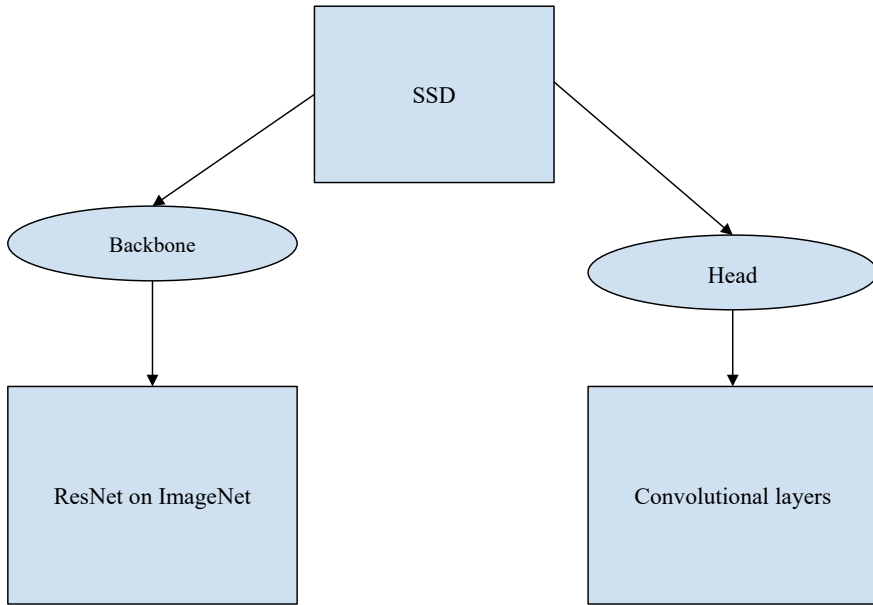 SSD
Backbone
Head
ResNet on ImageNet
Convolutional layers